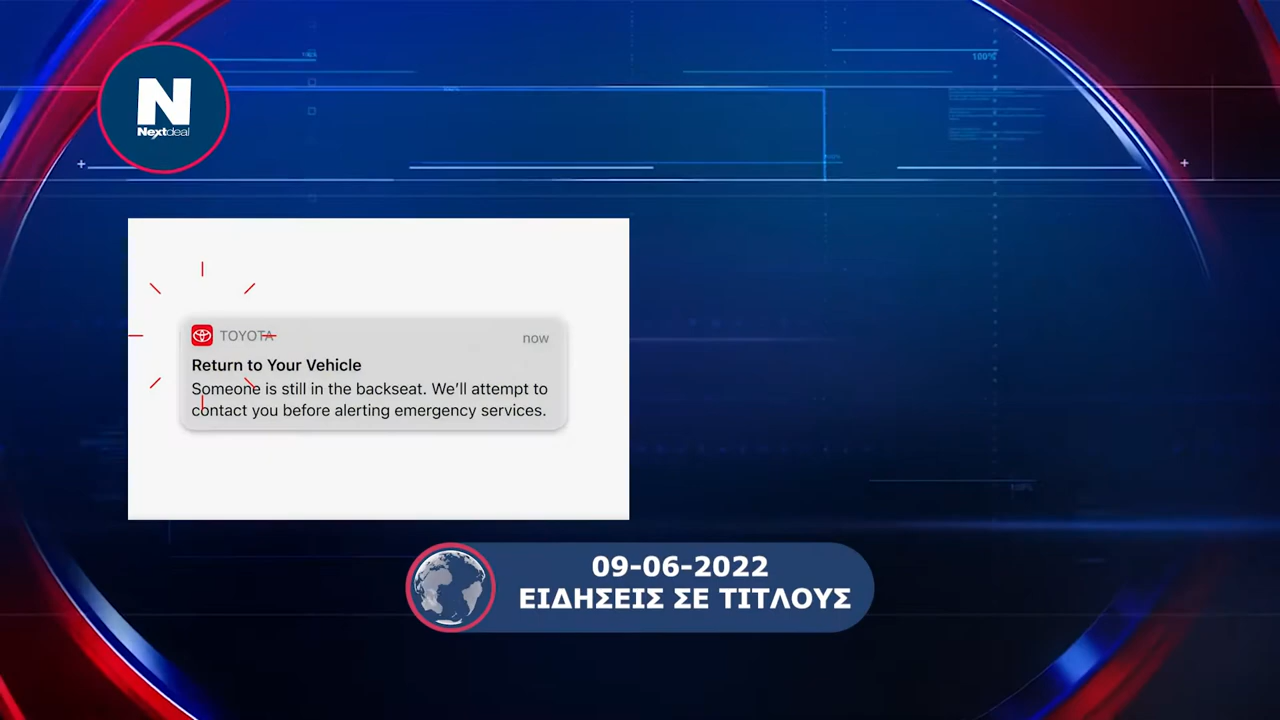 100%
N
Nextdeal
TOYOTA
now
Return to Your Vehicle
Someone is still in the backseat. We'll attempt to
contact you before alerting emergency services.
09-06-2022
ΕΙΔΗΣΕΙΣ ΣΕ ΤΙΤΛΟΥΣ